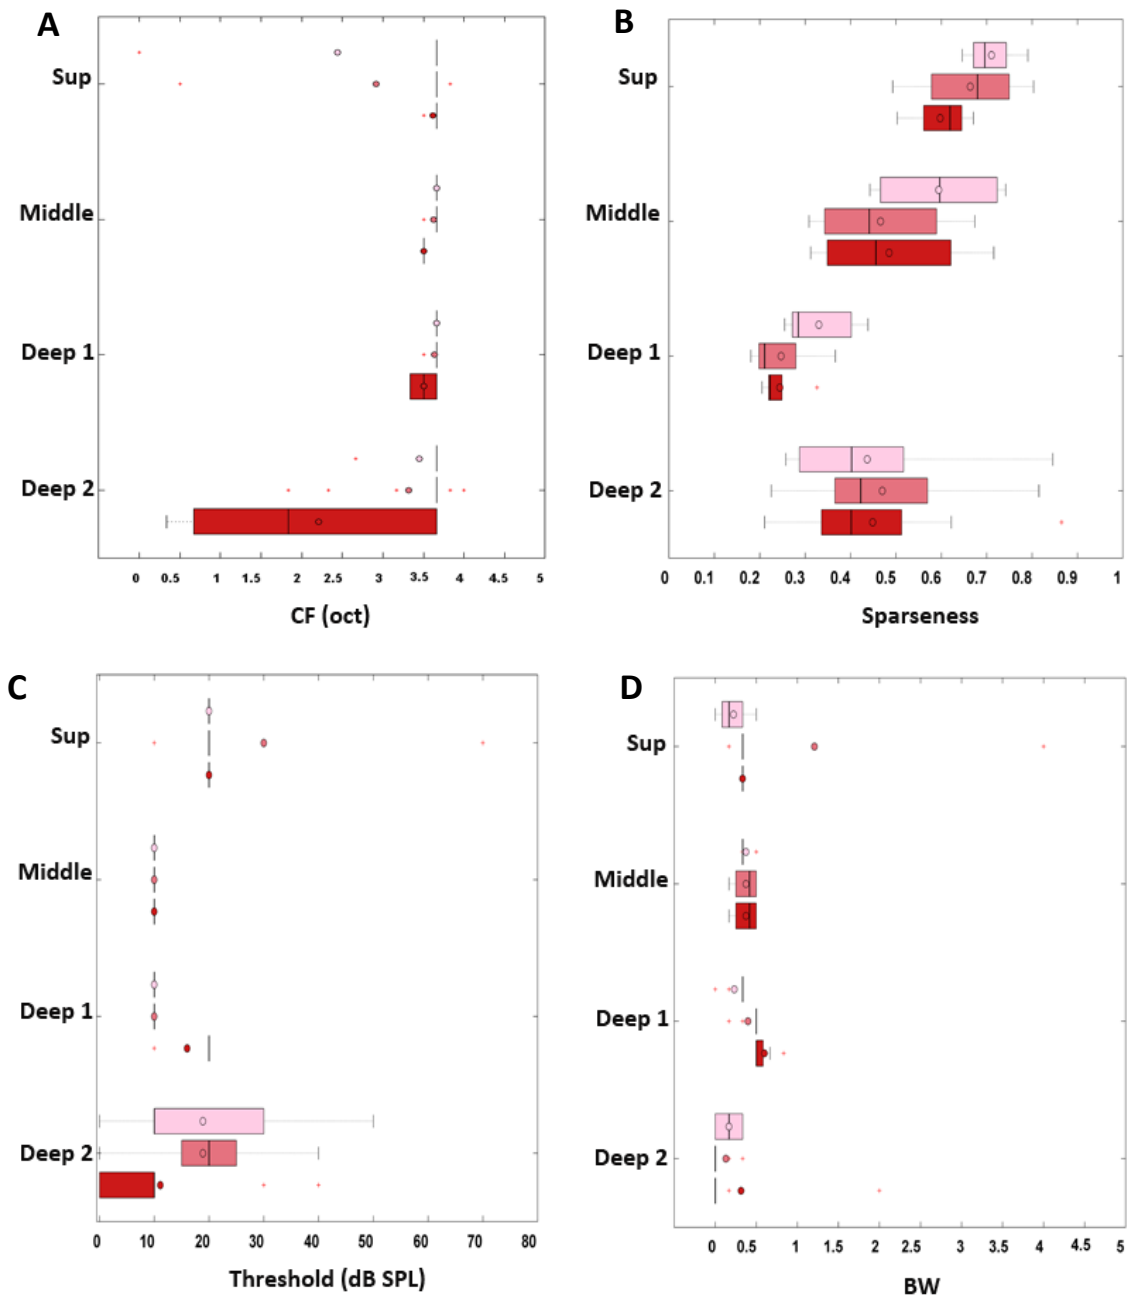 A
Sup
Middle
Deep 1
Deep 2
0 0.5 1 2 2.5 3 3.5 4 4.5 5
CF (oct)
B
Sup
Middle
Deep 1
Deep 2
0 0.1 0.2 0.3 0.4 0.5 0.6 0.7 0.8 0.9 1
Sparseness
C
Sup
Middle
Deep 1
Deep 2
0 10 20 30 40 50 60 70 80
Threshold (dB SPL)
D
Sup
Middle
Deep 1
Deep 2
0 0.5 1 1.5 2 2.5 3 3.5 4 4.5 5
BW